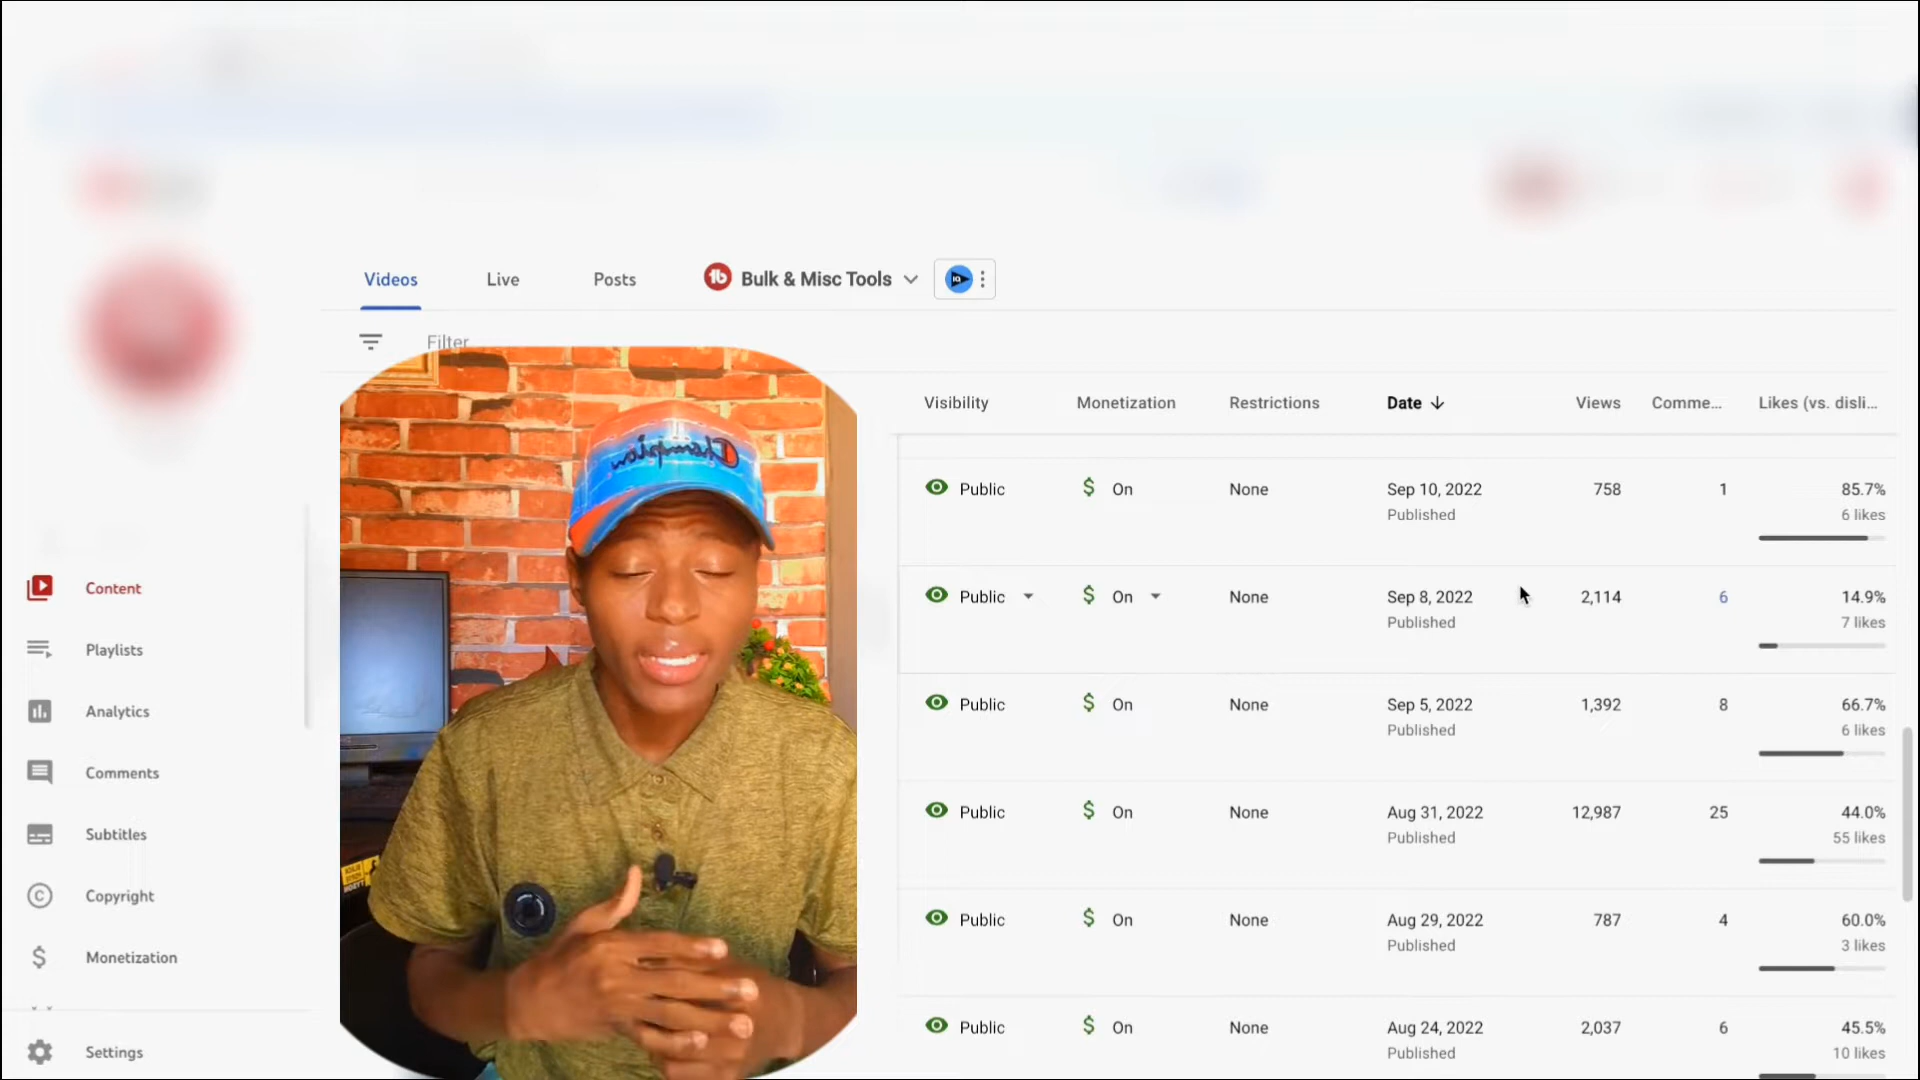 Videos Live Posts Bulk & Misc Tools
Filter
Visibility Monetization Restrictions Date Views Comme... Likes (vs. disli...
Public On None Sep 10, 2022 758 1 85.7%
Published 6 likes
Public On None Sep 8, 2022 2,114 6 14.9%
Published 7 likes
Public On None Sep 5, 2022 1,392 8 66.7%
Published 6 likes
Public On None Aug 31, 2022 12,987 25 44.0%
Published 55 likes
Public On None Aug 29, 2022 787 4 60.0%
Published 3 likes
Public On None Aug 24, 2022 2,037 6 45.5%
Published 10 likes
Content
Playlists
Analytics
Comments
Subtitles
Copyright
Monetization
Settings
Champion